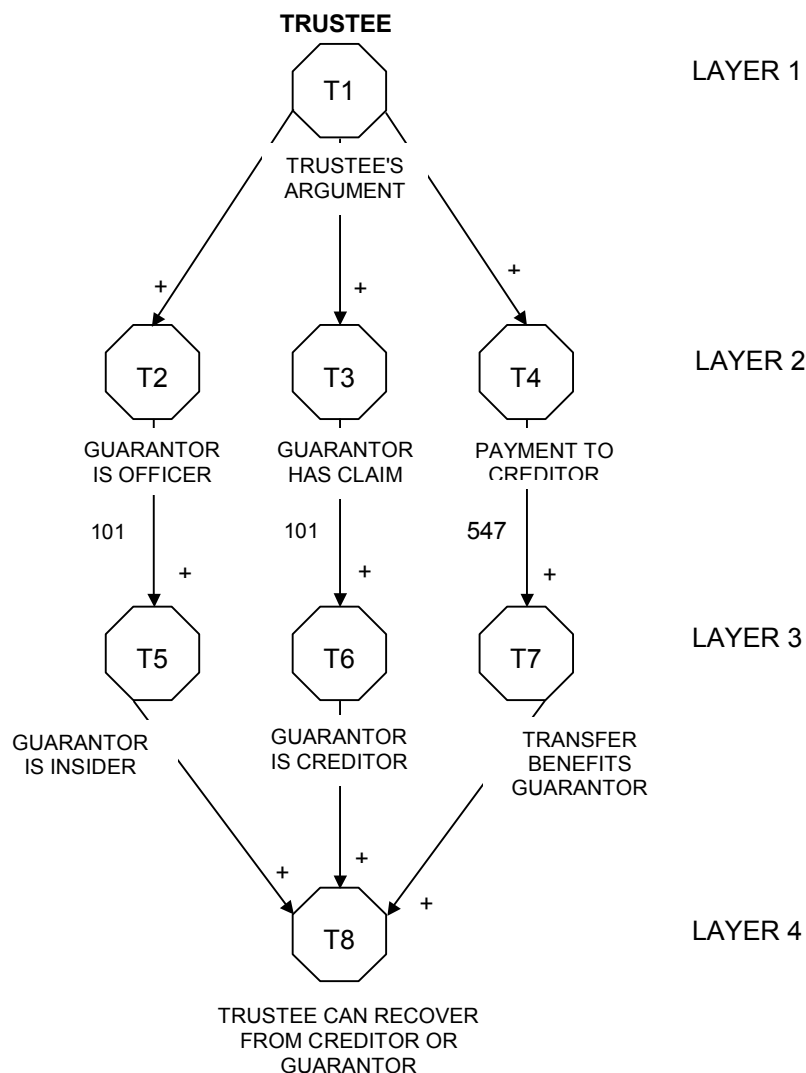 TRUSTEE
T1
LAYER 1
TRUSTEE'S
ARGUMENT
+
+
+
T2
T3
T4
LAYER 2
GUARANTOR
IS OFFICER
GUARANTOR
HAS CLAIM
PAYMENT TO
CREDITOR
101
101
547
+
+
+
T5
T6
T7
LAYER 3
GUARANTOR
IS INSIDER
GUARANTOR
IS CREDITOR
TRANSFER
BENEFITS
GUARANTOR
+
+
+
T8
LAYER 4
TRUSTEE CAN RECOVER
FROM CREDITOR OR
GUARANTOR